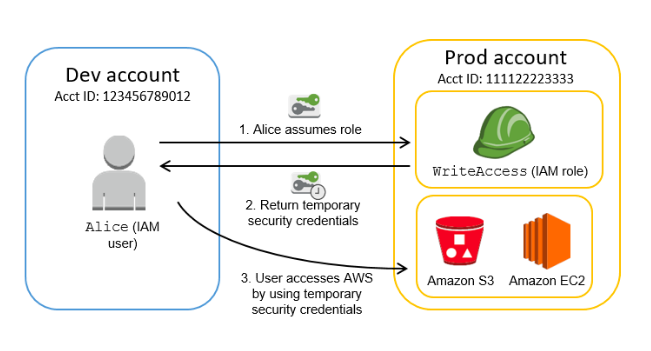 Dev account
Acct ID: 123456789012
Alice (IAM
user)
1. Alice assumes role
2. Return temporary
security credentials
3. User accesses AWS
by using temporary
security credentials
Prod account
Acct ID: 111122223333
WriteAccess (IAM role)
Amazon S3
Amazon EC2